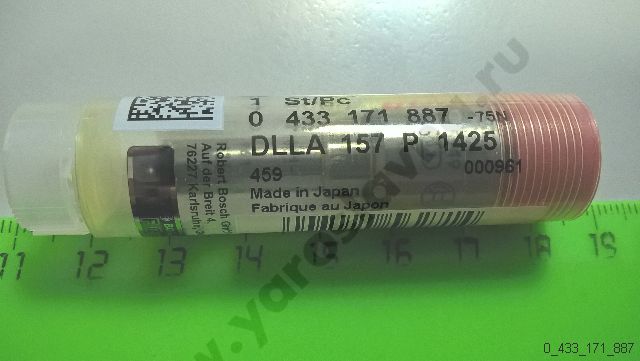 1 St/Pc
0 433 171 887 -75N
DLLA 157 P 1425
459 000961
Made in Japan
Fabrique au Japon
Robert Bosch
Auf der Breit 4,
76227 Karlsruhe
11 12 13 14 15 16 17 18 19
0_433_171_887